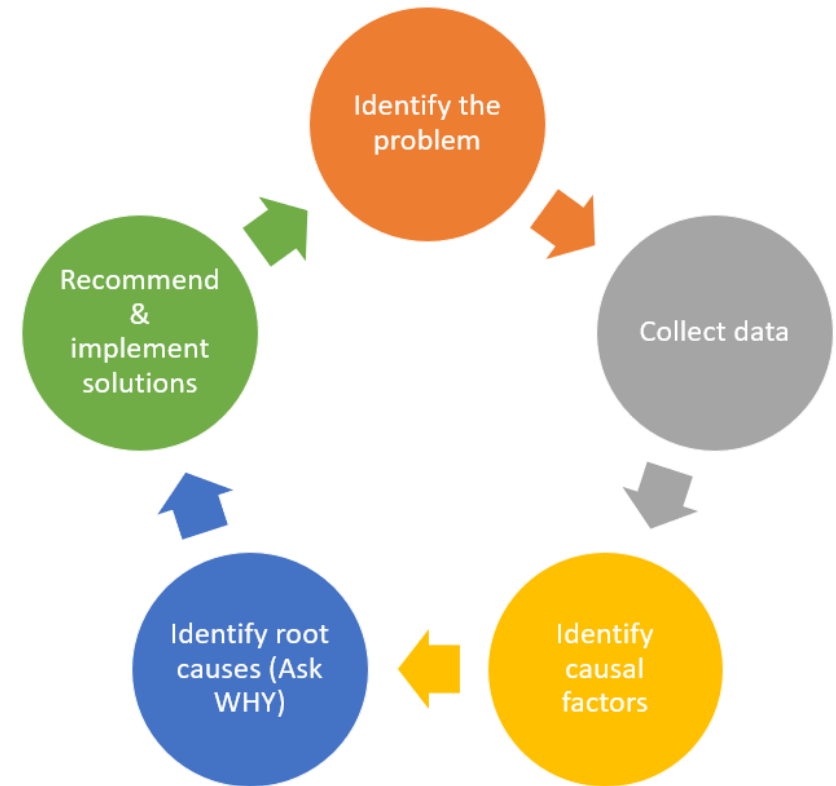 Identify the
problem
Collect data
Identify
causal
factors
Identify root
causes (Ask
WHY)
Recommend
&
implement
solutions